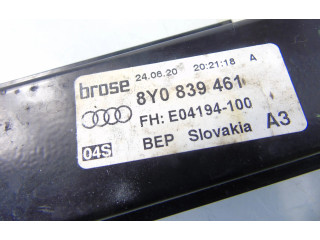 brose 24.06.20 20:21:18 A
8Y0 839 461
FH: E04194-100
04S BEP Slovakia A3